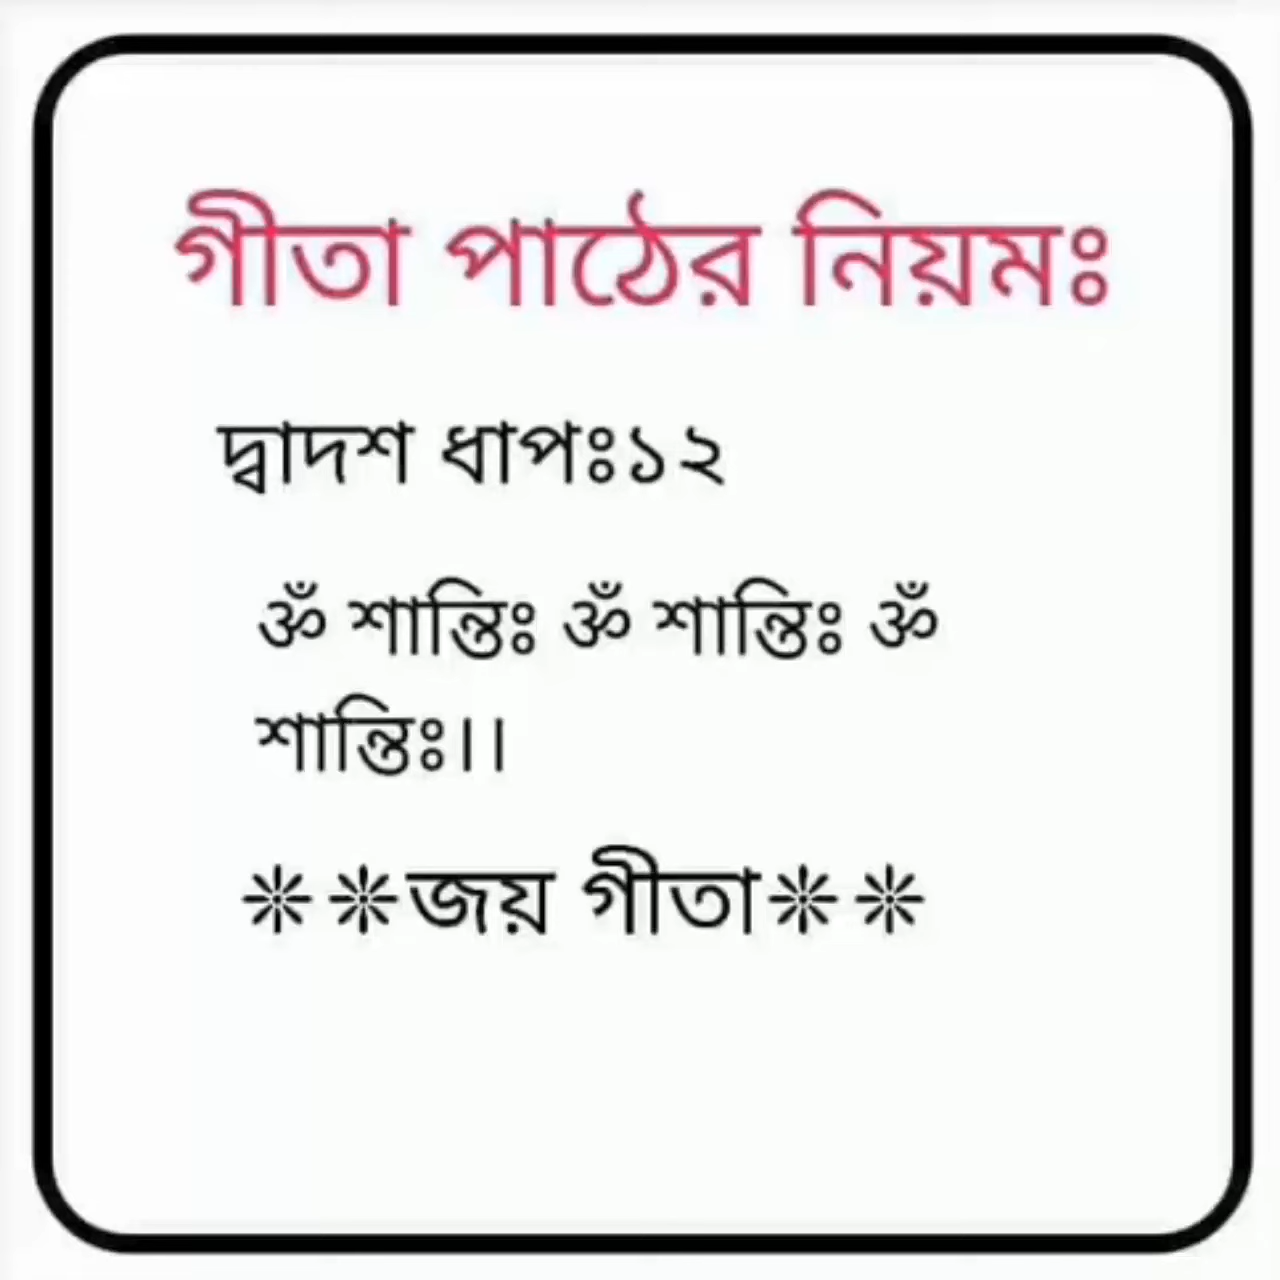 গীতা পাঠের নিয়মঃ
দ্বাদশ ধাপঃ১২
ॐ শান্তিঃ ॐ শান্তিঃ ॐ
শান্তিঃ।।
❈❈জয় গীতা❈❈